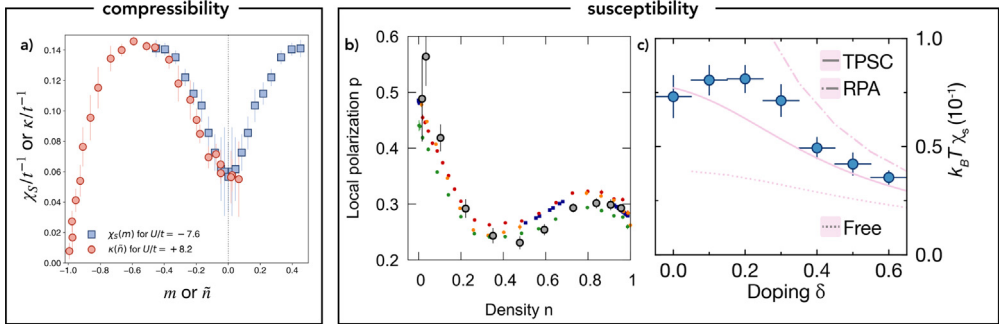 compressibility
a)
0.14
0.12
0.10
0.08
0.06
0.04
0.02
0.00
χS/t⁻¹ or κ/t⁻¹
χS(m) for U/t = − 7.6
κ(ñ) for U/t = +8.2
−1.0 −0.8 −0.6 −0.4 −0.2 0.0 0.2 0.4
m or ñ
susceptibility
b)
0.6
0.5
0.4
0.3
0.2
Local polarization p
0 0.2 0.4 0.6 0.8 1
Density n
c)
TPSC
RPA
Free
1.0
0.5
0.0
kBT χs (10⁻¹)
0.0 0.2 0.4 0.6
Doping δ